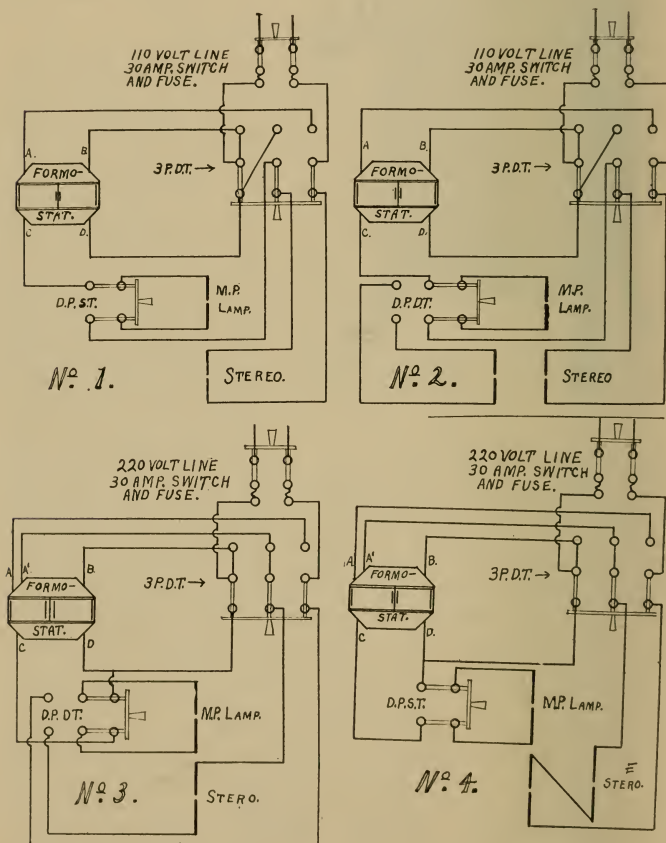 110 VOLT LINE
30 AMP. SWITCH
AND FUSE.
A.
B.
FORMO-
STAT.
C
D.
3P.D.T.→
D.P.S.T.
M.P.
LAMP.
STEREO.
Nº 1.
110 VOLT LINE
30 AMP. SWITCH
AND FUSE.
A
B.
FORMO-
STAT.
C.
D.
3P.D.T.→
D.P.D.T.
M.P.
LAMP.
STEREO
Nº 2.
220 VOLT LINE
30 AMP. SWITCH
AND FUSE.
A
A'
B.
FORMO-
STAT.
C
D
3P.D.T.→
D.P.D.T.
M.P. LAMP.
STERO.
Nº 3.
220 VOLT LINE
30 AMP. SWITCH
AND FUSE.
A
A'
B.
FORMO-
STAT.
C
D.
3P.D.T.→
D.P.S.T.
M.P. LAMP.
E
STERO.
Nº 4.